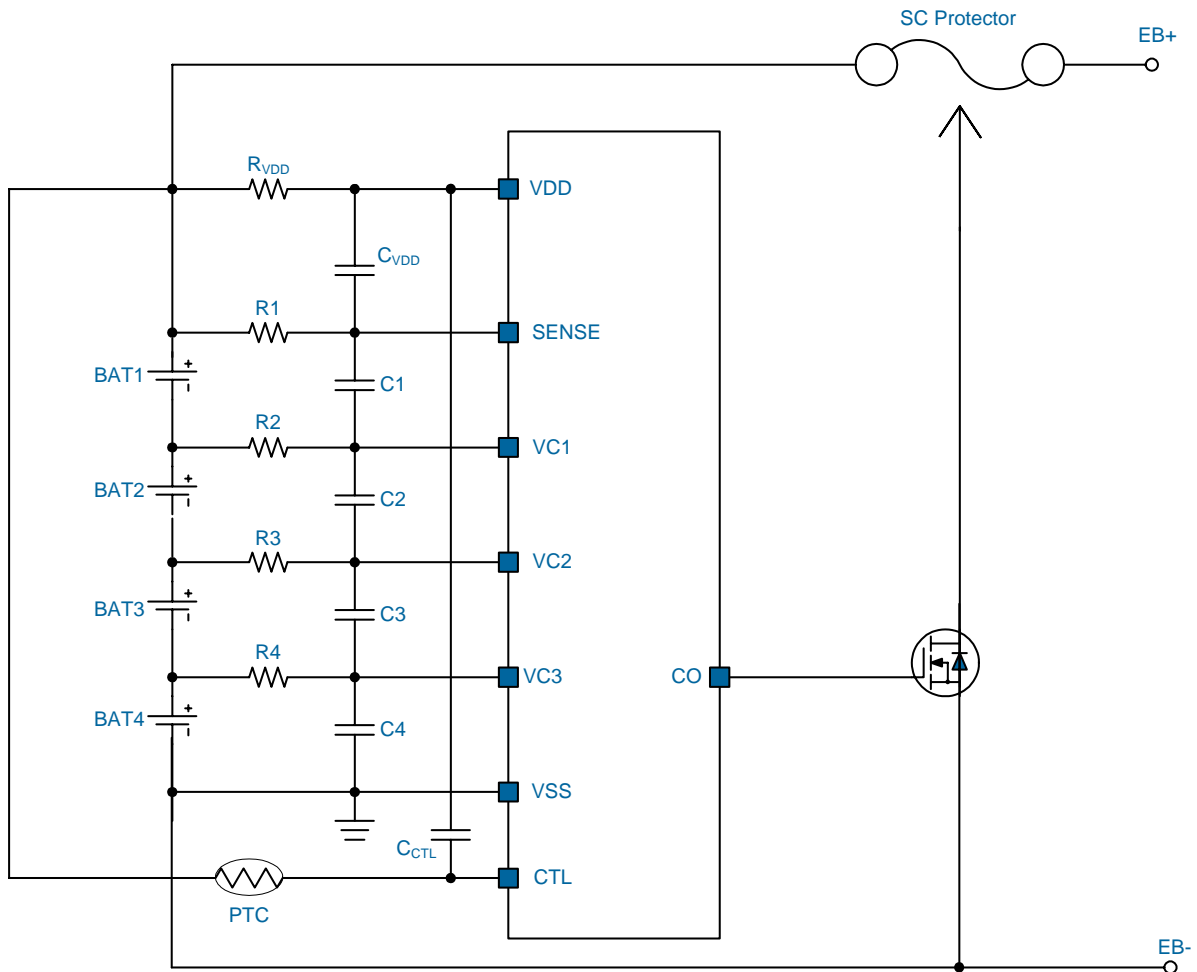 SC Protector
EB+
RVDD
VDD
CVDD
R1
SENSE
BAT1
+
C1
R2
VC1
BAT2
+
C2
R3
VC2
BAT3
+
C3
R4
VC3
CO
BAT4
+
C4
VSS
CCTL
CTL
PTC
EB-